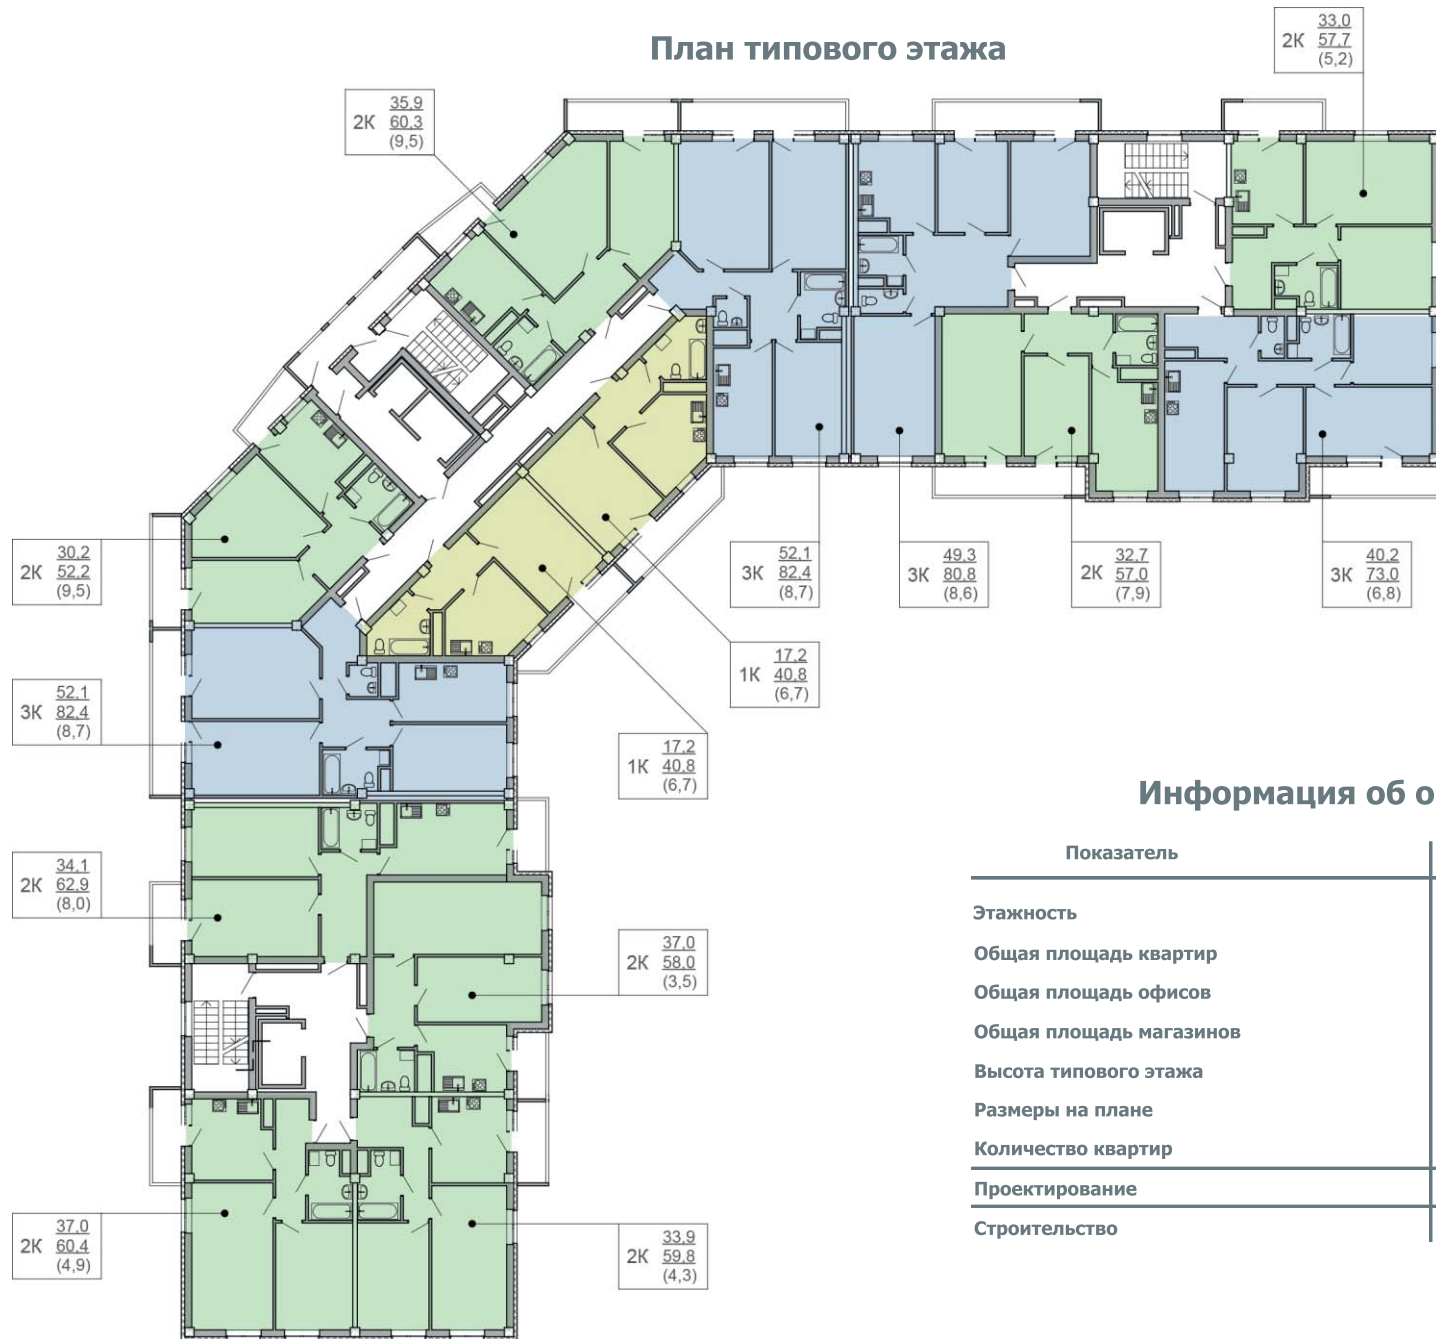 План типового этажа
2К 33,0
57,7
(5,2)
2К 35,9
60,3
(9,5)
2К 30,2
52,2
(9,5)
3К 52,1
82,4
(8,7)
3К 49,3
80,8
(8,6)
2К 32,7
57,0
(7,9)
3К 40,2
73,0
(6,8)
1К 17,2
40,8
(6,7)
3К 52,1
82,4
(8,7)
1К 17,2
40,8
(6,7)
2К 34,1
62,9
(8,0)
2К 37,0
58,0
(3,5)
2К 37,0
60,4
(4,9)
2К 33,9
59,8
(4,3)
Информация об о
Показатель
Этажность
Общая площадь квартир
Общая площадь офисов
Общая площадь магазинов
Высота типового этажа
Размеры на плане
Количество квартир
Проектирование
Строительство